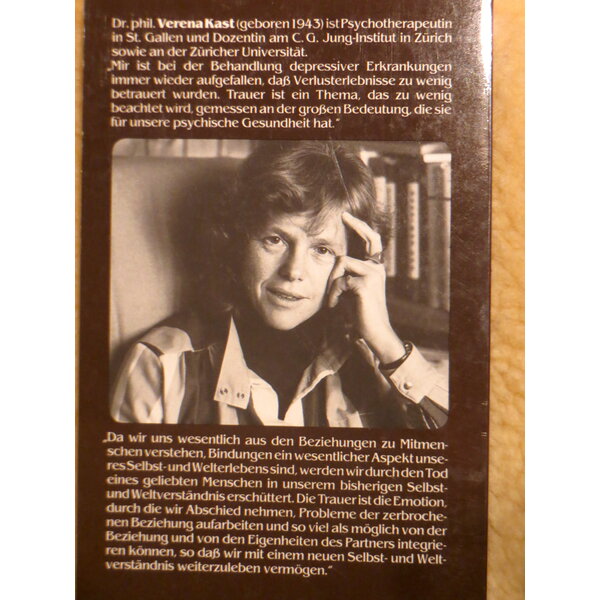 Dr. phil. Verena Kast (geboren 1943) ist Psychotherapeutin
in St. Gallen und Dozentin am C. G. Jung-Institut in Zürich
sowie an der Züricher Universität.
„Mir ist bei der Behandlung depressiver Erkrankungen
immer wieder aufgefallen, daß Verlusterlebnisse zu wenig
betrauert wurden. Trauer ist ein Thema, das zu wenig
beachtet wird, gemessen an der großen Bedeutung, die sie
für unsere psychische Gesundheit hat.“
„Da wir uns wesentlich aus den Beziehungen zu Mitmen-
schen verstehen, Bindungen ein wesentlicher Aspekt unse-
res Selbst- und Welterlebens sind, werden wir durch den Tod
eines geliebten Menschen in unserem bisherigen Selbst-
und Weltverständnis erschüttert. Die Trauer ist die Emotion,
durch die wir Abschied nehmen, Probleme der zerbroche-
nen Beziehung aufarbeiten und so viel als möglich von der
Beziehung und von den Eigenheiten des Partners integrie-
ren können, so daß wir mit einem neuen Selbst- und Welt-
verständnis weiterzuleben vermögen.“